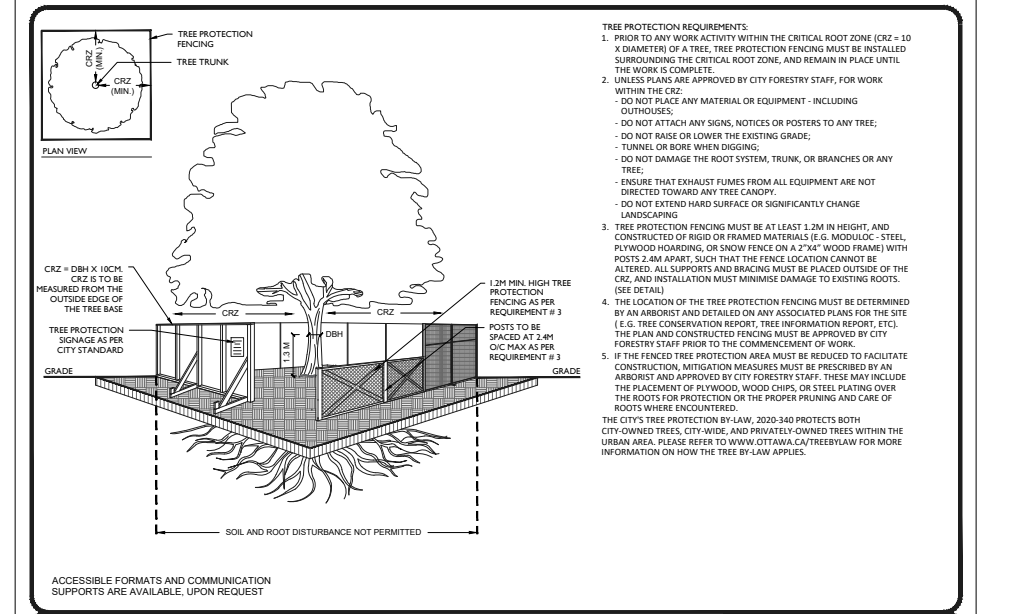 TREE PROTECTION
FENCING
TREE TRUNK
CRZ
(MIN.)
CRZ
(MIN.)
PLAN VIEW
CRZ = DBH X 10CM.
CRZ IS TO BE
MEASURED FROM THE
OUTSIDE EDGE OF
THE TREE BASE
TREE PROTECTION
SIGNAGE AS PER
CITY STANDARD
GRADE
CRZ
CRZ
DBH
1.3 M
1.2M MIN. HIGH TREE
PROTECTION
FENCING AS PER
REQUIREMENT # 3
POSTS TO BE
SPACED AT 2.4M
O/C MAX AS PER
REQUIREMENT # 3
GRADE
SOIL AND ROOT DISTURBANCE NOT PERMITTED
ACCESSIBLE FORMATS AND COMMUNICATION
SUPPORTS ARE AVAILABLE, UPON REQUEST
TREE PROTECTION REQUIREMENTS:
1. PRIOR TO ANY WORK ACTIVITY WITHIN THE CRITICAL ROOT ZONE (CRZ = 10
X DIAMETER) OF A TREE, TREE PROTECTION FENCING MUST BE INSTALLED
SURROUNDING THE CRITICAL ROOT ZONE, AND REMAIN IN PLACE UNTIL
THE WORK IS COMPLETE.
2. UNLESS PLANS ARE APPROVED BY CITY FORESTRY STAFF, FOR WORK
WITHIN THE CRZ:
- DO NOT PLACE ANY MATERIAL OR EQUIPMENT - INCLUDING
OUTHOUSES;
- DO NOT ATTACH ANY SIGNS, NOTICES OR POSTERS TO ANY TREE;
- DO NOT RAISE OR LOWER THE EXISTING GRADE;
- TUNNEL OR BORE WHEN DIGGING;
- DO NOT DAMAGE THE ROOT SYSTEM, TRUNK, OR BRANCHES OR ANY
TREE;
- ENSURE THAT EXHAUST FUMES FROM ALL EQUIPMENT ARE NOT
DIRECTED TOWARD ANY TREE CANOPY.
- DO NOT EXTEND HARD SURFACE OR SIGNIFICANTLY CHANGE
LANDSCAPING
3. TREE PROTECTION FENCING MUST BE AT LEAST 1.2M IN HEIGHT, AND
CONSTRUCTED OF RIGID OR FRAMED MATERIALS (E.G. MODULOC - STEEL,
PLYWOOD HOARDING, OR SNOW FENCE ON A 2"X4" WOOD FRAME) WITH
POSTS 2.4M APART, SUCH THAT THE FENCE LOCATION CANNOT BE
ALTERED. ALL SUPPORTS AND BRACING MUST BE PLACED OUTSIDE OF THE
CRZ, AND INSTALLATION MUST MINIMISE DAMAGE TO EXISTING ROOTS.
(SEE DETAIL)
4. THE LOCATION OF THE TREE PROTECTION FENCING MUST BE DETERMINED
BY AN ARBORIST AND DETAILED ON ANY ASSOCIATED PLANS FOR THE SITE
( E.G. TREE CONSERVATION REPORT, TREE INFORMATION REPORT, ETC).
THE PLAN AND CONSTRUCTED FENCING MUST BE APPROVED BY CITY
FORESTRY STAFF PRIOR TO THE COMMENCEMENT OF WORK.
5. IF THE FENCED TREE PROTECTION AREA MUST BE REDUCED TO FACILITATE
CONSTRUCTION, MITIGATION MEASURES MUST BE PRESCRIBED BY AN
ARBORIST AND APPROVED BY CITY FORESTRY STAFF. THESE MAY INCLUDE
THE PLACEMENT OF PLYWOOD, WOOD CHIPS, OR STEEL PLATING OVER
THE ROOTS FOR PROTECTION OR THE PROPER PRUNING AND CARE OF
ROOTS WHERE ENCOUNTERED.
THE CITY'S TREE PROTECTION BY-LAW, 2020-340 PROTECTS BOTH
CITY-OWNED TREES, CITY-WIDE, AND PRIVATELY-OWNED TREES WITHIN THE
URBAN AREA. PLEASE REFER TO WWW.OTTAWA.CA/TREEBYLAW FOR MORE
INFORMATION ON HOW THE TREE BY-LAW APPLIES.